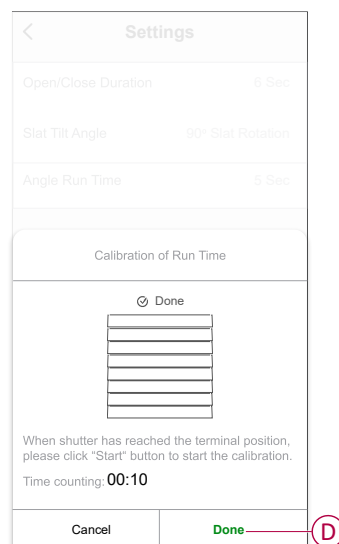 Settings
Open/Close Duration 6 Sec
Slat Tilt Angle 90° Slat Rotation
Angle Run Time 5 Sec
Calibration of Run Time
Done
When shutter has reached the terminal position,
please click “Start” button to start the calibration.
Time counting: 00:10
Cancel Done D